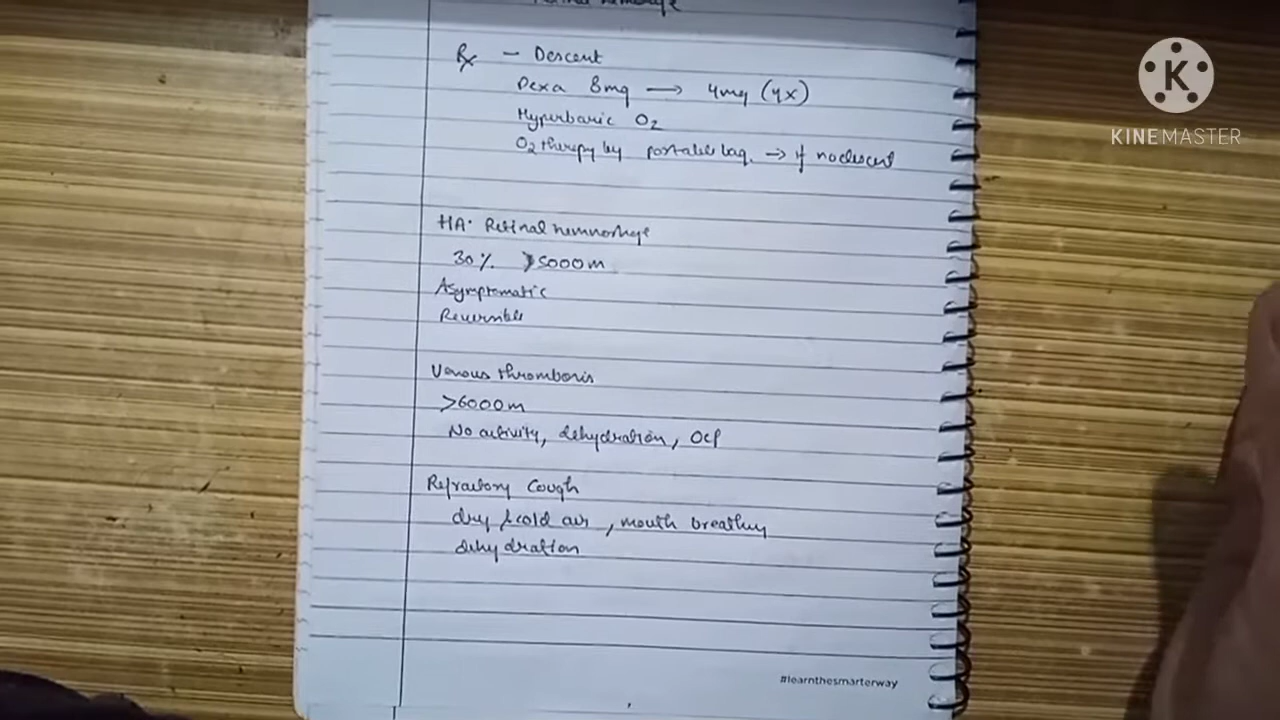 Rx - Descent
Dexa 8mg → 4mg (4x)
Hyperbaric O2
O2 therapy by portable bag. → if no descent
HA. Retinal hemorrhage
30% >5000m
Asymptomatic
Reversible
Venous thrombosis
>6000m
No activity, dehydration, OCP
Refractory Cough
dry & cold air, mouth breathing
dehydration
#learnthesmarterway
K
KINEMASTER